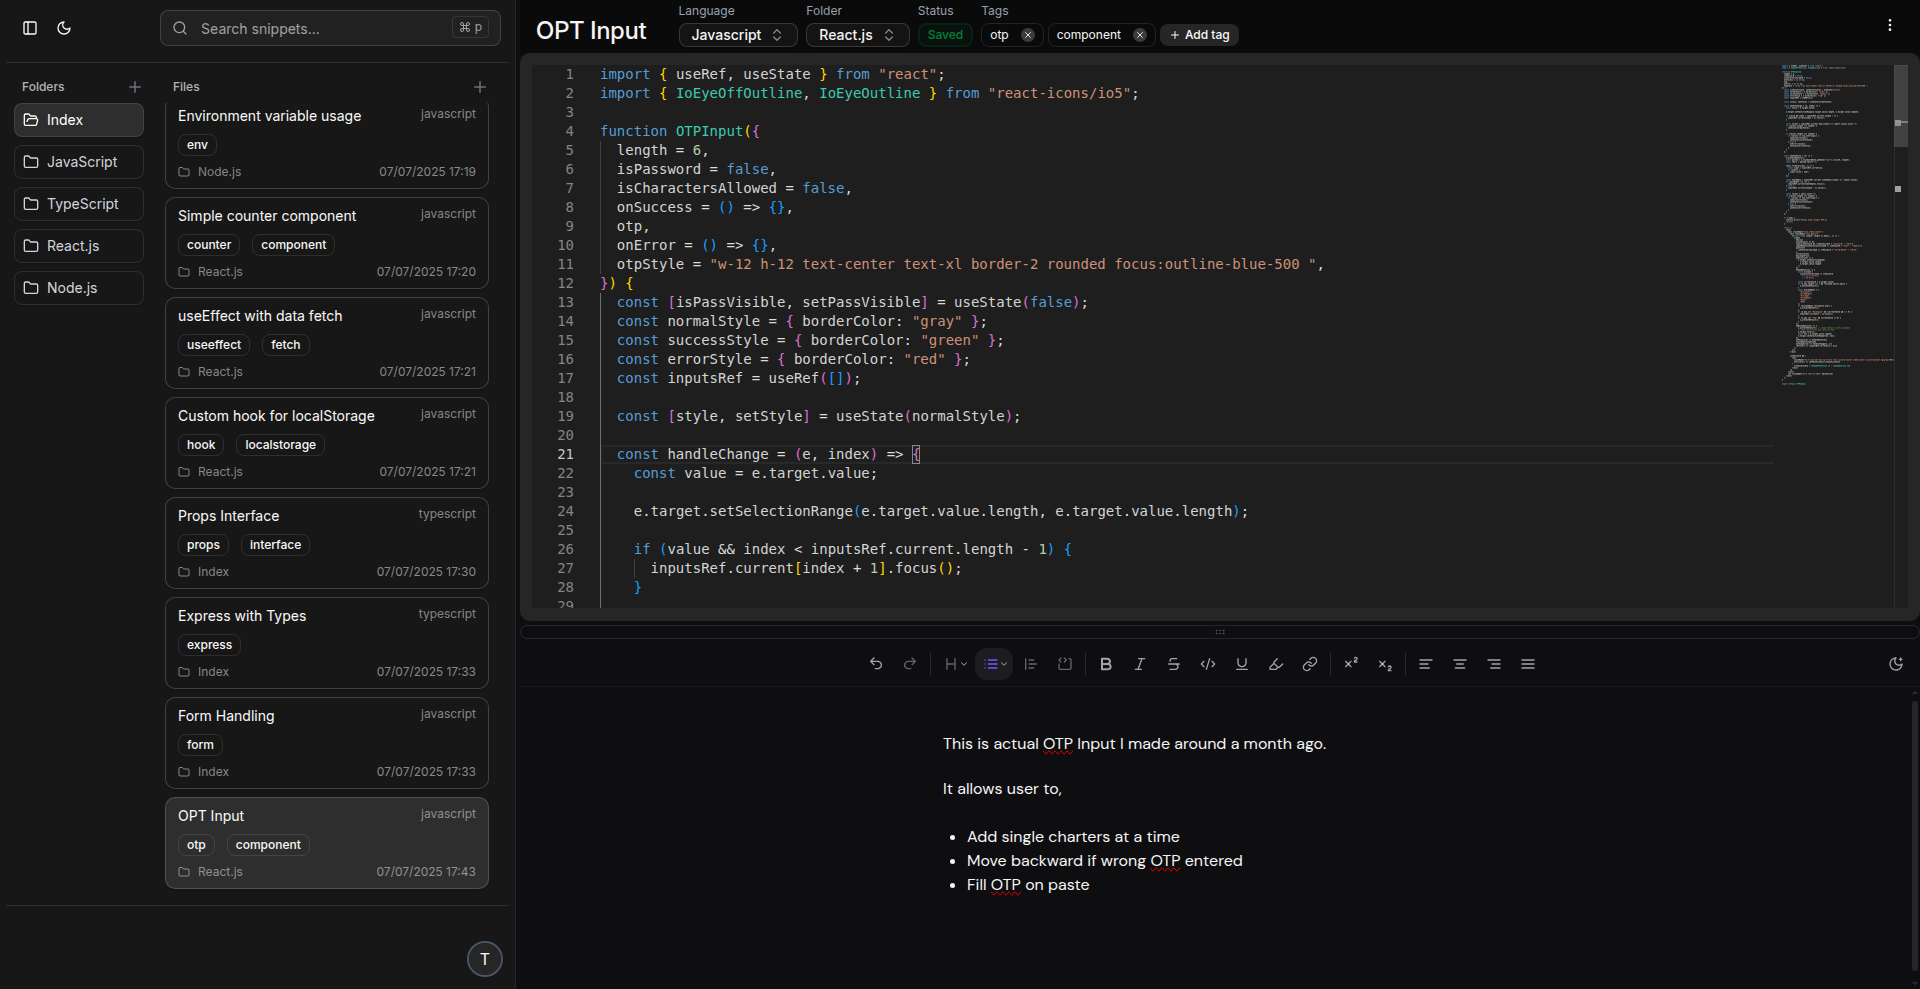 Search snippets...
⌘ p
Folders
Index
JavaScript
TypeScript
React.js
Node.js
Files
Environment variable usage
javascript
env
Node.js
07/07/2025 17:19
Simple counter component
javascript
counter
component
React.js
07/07/2025 17:20
useEffect with data fetch
javascript
useeffect
fetch
React.js
07/07/2025 17:21
Custom hook for localStorage
javascript
hook
localstorage
React.js
07/07/2025 17:21
Props Interface
typescript
props
interface
Index
07/07/2025 17:30
Express with Types
typescript
express
Index
07/07/2025 17:33
Form Handling
javascript
form
Index
07/07/2025 17:33
OPT Input
javascript
otp
component
React.js
07/07/2025 17:43
T
OPT Input
Language
Javascript
Folder
React.js
Status
Saved
Tags
otp
component
+ Add tag
1 import { useRef, useState } from "react";
2 import { IoEyeOffOutline, IoEyeOutline } from "react-icons/io5";
3
4 function OTPInput({
5 length = 6,
6 isPassword = false,
7 isCharactersAllowed = false,
8 onSuccess = () => {},
9 otp,
10 onError = () => {},
11 otpStyle = "w-12 h-12 text-center text-xl border-2 rounded focus:outline-blue-500 ",
12 }) {
13 const [isPassVisible, setPassVisible] = useState(false);
14 const normalStyle = { borderColor: "gray" };
15 const successStyle = { borderColor: "green" };
16 const errorStyle = { borderColor: "red" };
17 const inputsRef = useRef([]);
18
19 const [style, setStyle] = useState(normalStyle);
20
21 const handleChange = (e, index) => {
22 const value = e.target.value;
23
24 e.target.setSelectionRange(e.target.value.length, e.target.value.length);
25
26 if (value && index < inputsRef.current.length - 1) {
27 inputsRef.current[index + 1].focus();
28 }
29
This is actual OTP Input I made around a month ago.
It allows user to,
• Add single charters at a time
• Move backward if wrong OTP entered
• Fill OTP on paste